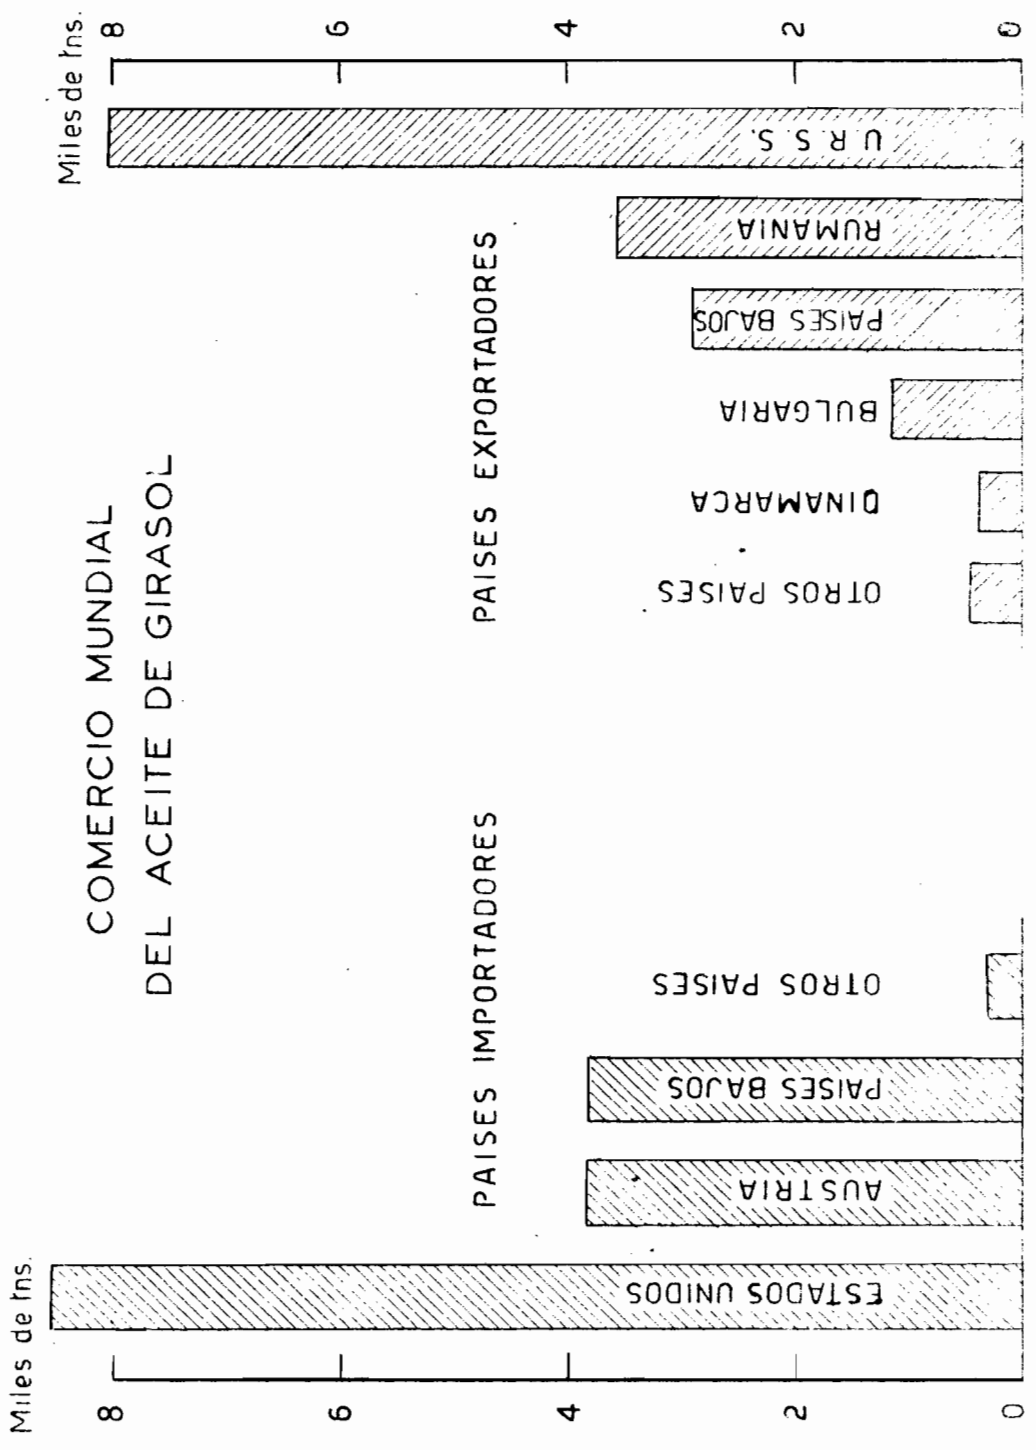 COMERCIO MUNDIAL
DEL ACEITE DE GIRASOL
Miles de tns.
8
6
4
2
0
PAISES IMPORTADORES
ESTADOS UNIDOS
AUSTRIA
PAISES BAJOS
OTROS PAISES
PAISES EXPORTADORES
OTROS PAISES
DINAMARCA
BULGARIA
PAISES BAJOS
RUMANIA
U.R.S.S.
Miles de tns.
8
6
4
2
0